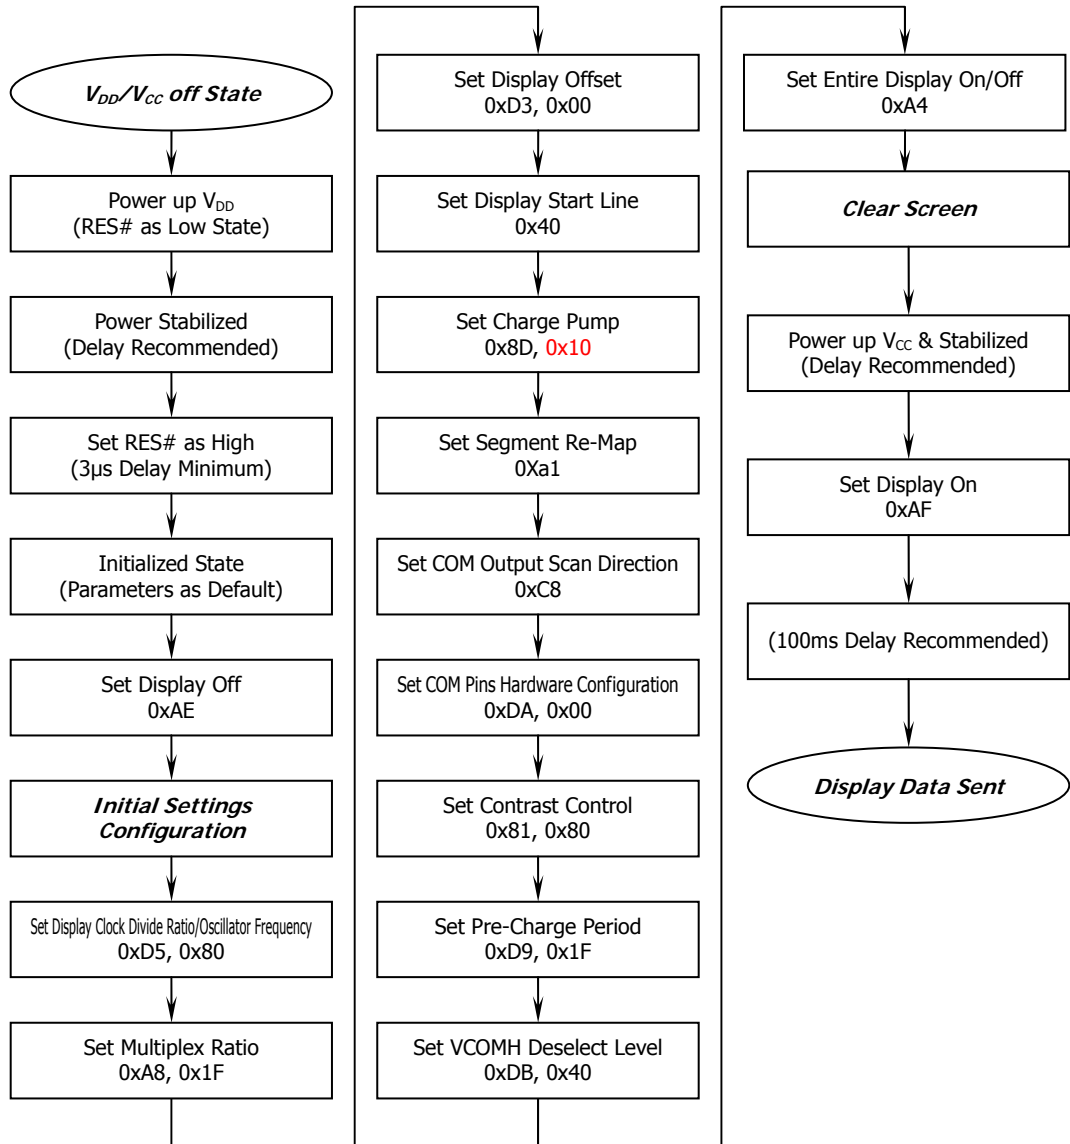 V_DD/V_CC off State
Power up V_DD
(RES# as Low State)
Power Stabilized
(Delay Recommended)
Set RES# as High
(3µs Delay Minimum)
Initialized State
(Parameters as Default)
Set Display Off
0xAE
Initial Settings
Configuration
Set Display Clock Divide Ratio/Oscillator Frequency
0xD5, 0x80
Set Multiplex Ratio
0xA8, 0x1F
Set Display Offset
0xD3, 0x00
Set Display Start Line
0x40
Set Charge Pump
0x8D, 0x10
Set Segment Re-Map
0Xa1
Set COM Output Scan Direction
0xC8
Set COM Pins Hardware Configuration
0xDA, 0x00
Set Contrast Control
0x81, 0x80
Set Pre-Charge Period
0xD9, 0x1F
Set VCOMH Deselect Level
0xDB, 0x40
Set Entire Display On/Off
0xA4
Clear Screen
Power up V_CC & Stabilized
(Delay Recommended)
Set Display On
0xAF
(100ms Delay Recommended)
Display Data Sent